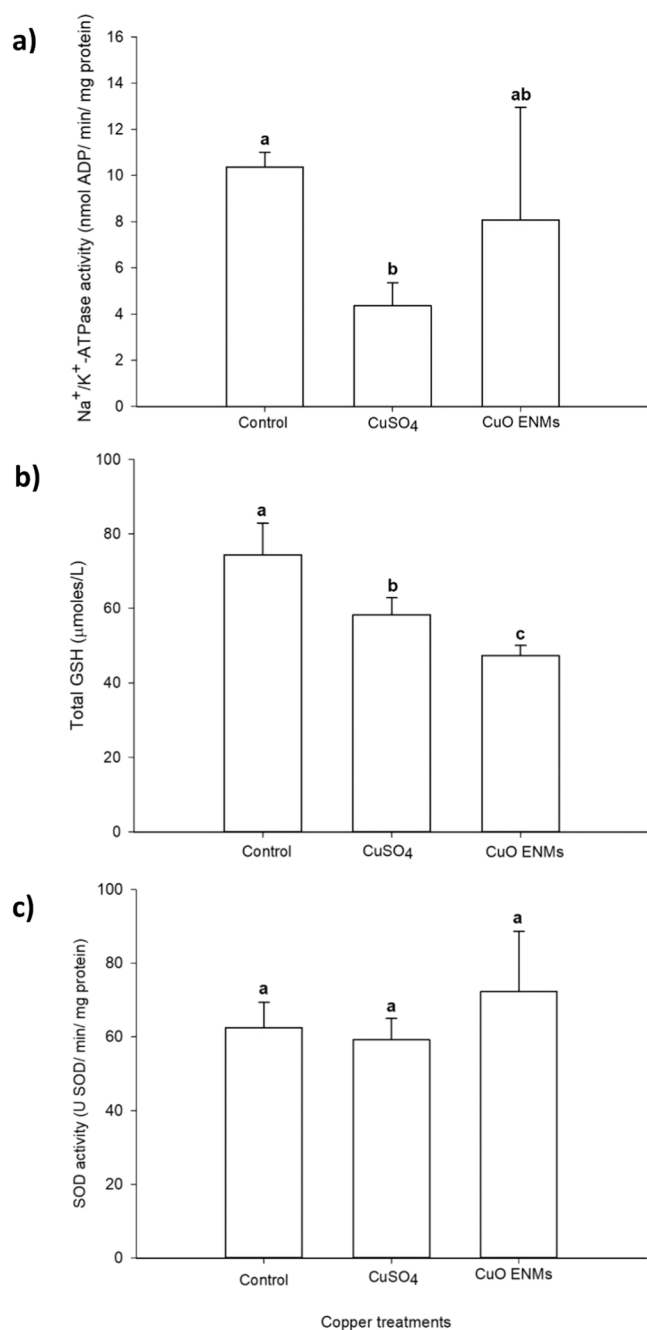 a)
Na⁺/K⁺-ATPase activity (nmol ADP/ min/ mg protein)
16
14
12
10
8
6
4
2
0
a
b
ab
Control CuSO₄ CuO ENMs
b)
Total GSH (μmoles/L)
100
80
60
40
20
0
a
b
c
Control CuSO₄ CuO ENMs
c)
SOD activity (U SOD/ min/ mg protein)
100
80
60
40
20
0
a
a
a
Control CuSO₄ CuO ENMs
Copper treatments